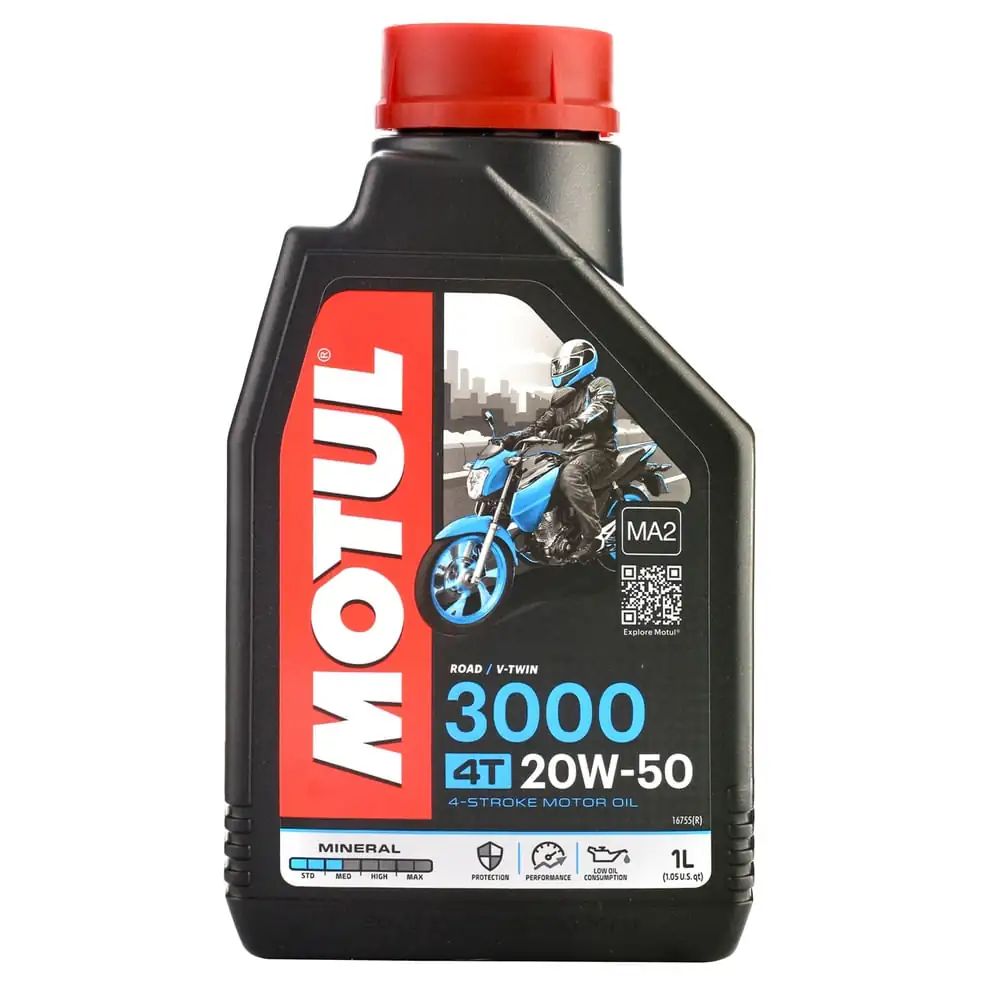 MOTUL®
MA2
Explore Motul®
ROAD / V-TWIN
3000
4T 20W-50
4-STROKE MOTOR OIL
16755(R)
MINERAL
STD MED HIGH MAX
PROTECTION
PERFORMANCE
LOW OIL
CONSUMPTION
1L
(1.05 U.S. qt)